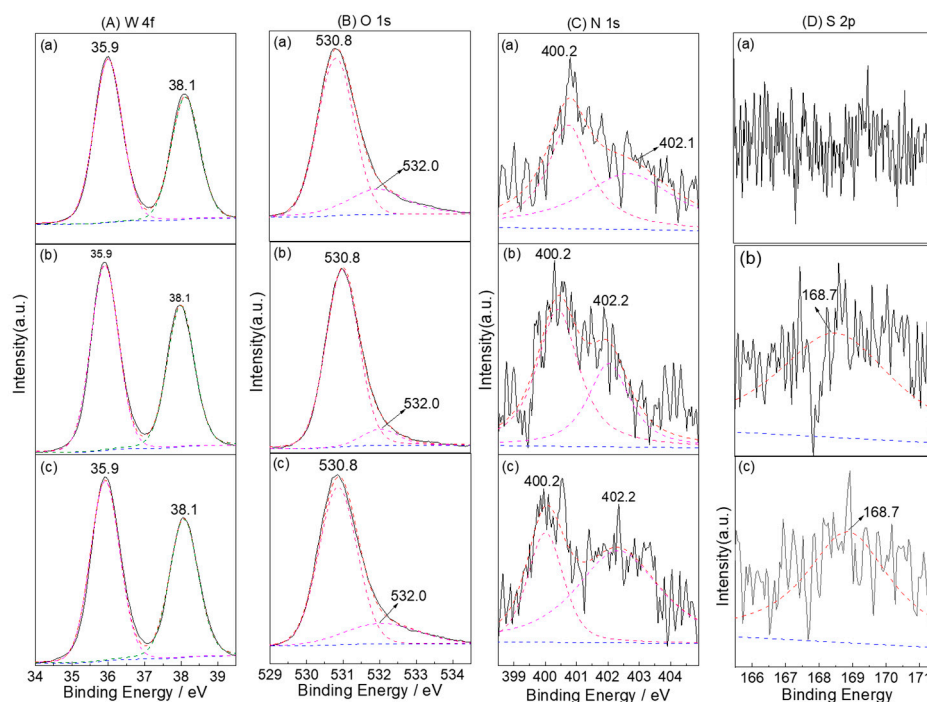 (A) W 4f
(B) O 1s
(C) N 1s
(D) S 2p
(a)
35.9
38.1
(a)
530.8
532.0
(a)
400.2
402.1
(a)
(b)
35.9
38.1
(b)
530.8
532.0
(b)
400.2
402.2
(b)
168.7
(c)
35.9
38.1
(c)
530.8
532.0
(c)
400.2
402.2
(c)
168.7
Intensity(a.u.)
Intensity(a.u.)
Intensity(a.u.)
Intensity(a.u.)
34 35 36 37 38 39
529 530 531 532 533 534
399 400 401 402 403 404
166 167 168 169 170 171
Binding Energy / eV
Binding Energy / eV
Binding Energy / eV
Binding Energy